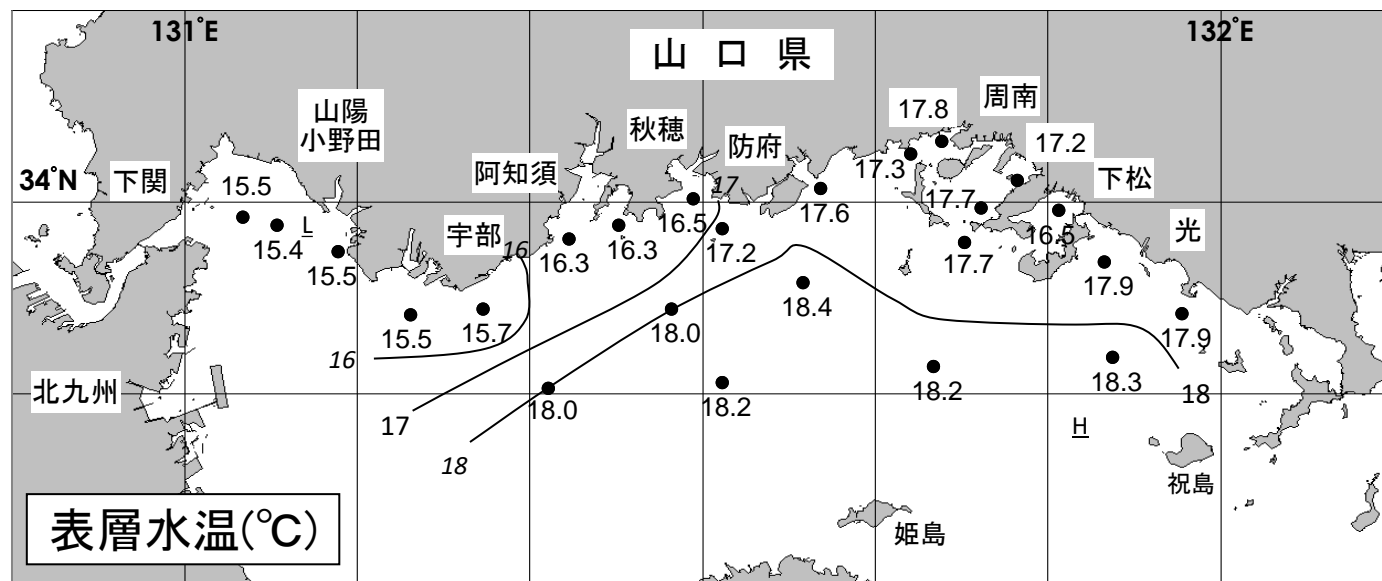 131°E
132°E
山口県
17.8
周南
山陽
小野田
秋穂
防府
17.2
17.3
下松
阿知須
34°N
下関
17
15.5
16.5
17.6
17.7
16.5
光
15.4
L
宇部
16
16.3
16.3
17.2
17.7
15.5
17.9
18.4
15.5
15.7
18.0
17.9
16
18.2
18.3
18
北九州
18.0
18.2
17
H
18
祝島
表層水温(℃)
姫島